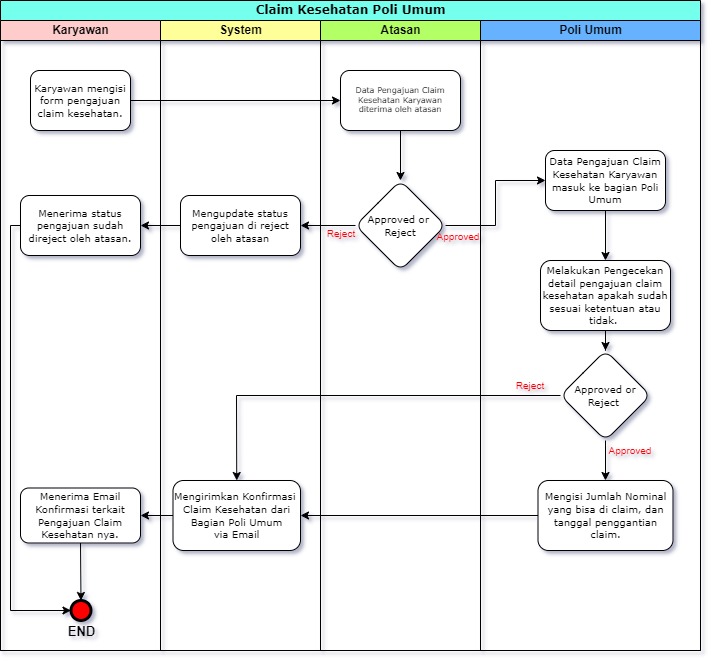 Claim Kesehatan Poli Umum
Karyawan
System
Atasan
Poli Umum
Karyawan mengisi
form pengajuan
claim kesehatan.
Data Pengajuan Claim
Kesehatan Karyawan
diterima oleh atasan
Data Pengajuan Claim
Kesehatan Karyawan
masuk ke bagian Poli
Umum
Menerima status
pengajuan sudah
direject oleh atasan.
Mengupdate status
pengajuan di reject
oleh atasan
Reject
Approved or
Reject
Approved
Melakukan Pengecekan
detail pengajuan claim
kesehatan apakah sudah
sesuai ketentuan atau
tidak.
Reject
Approved or
Reject
Approved
Menerima Email
Konfirmasi terkait
Pengajuan Claim
Kesehatan nya.
Mengirimkan Konfirmasi
Claim Kesehatan dari
Bagian Poli Umum
via Email
Mengisi Jumlah Nominal
yang bisa di claim, dan
tanggal penggantian
claim.
END